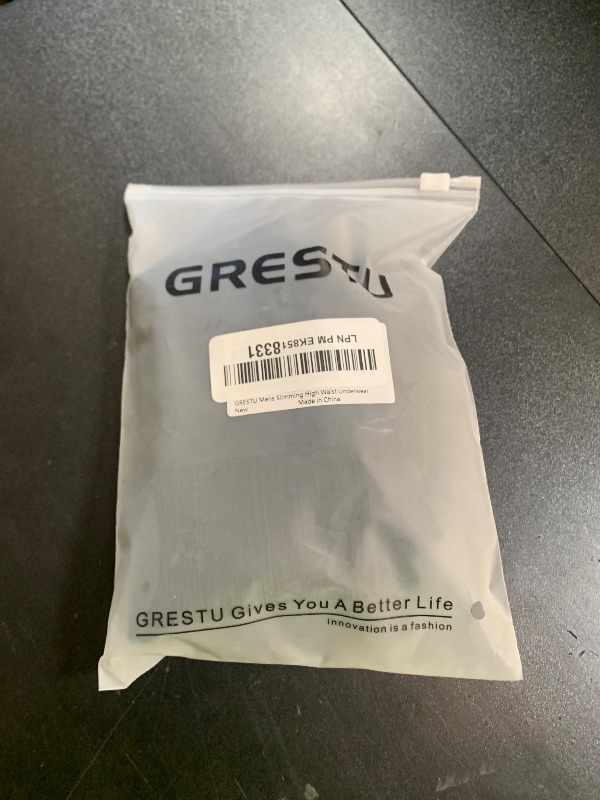 GRESTU
LPN PM EK8518331
GRESTU Mens Slimming High Waist Underwear
New Made in China
GRESTU Gives You A Better Life
Innovation is a fashion